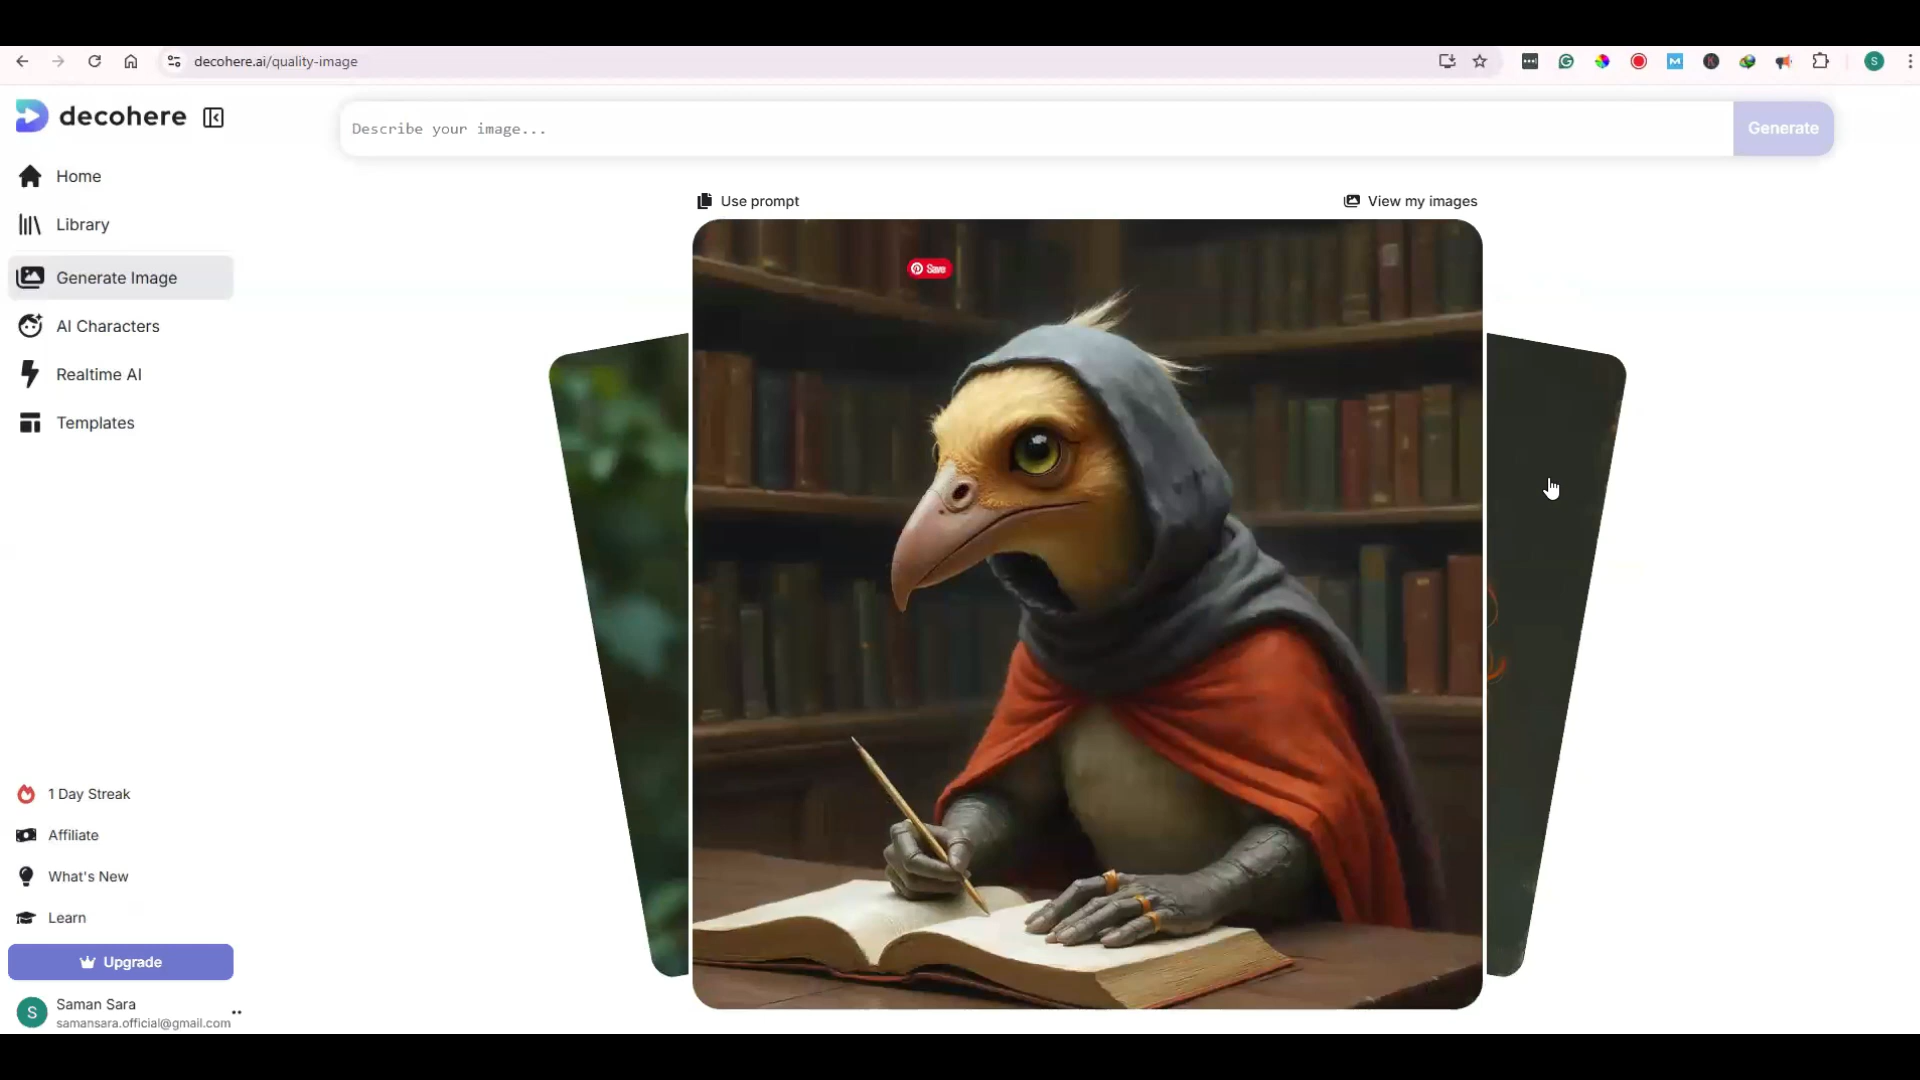 decohere.ai/quality-image
decohere
Describe your image...
Generate
Home
Library
Generate Image
AI Characters
Realtime AI
Templates
Use prompt
View my images
Save
1 Day Streak
Affiliate
What's New
Learn
Upgrade
S
Saman Sara
samansara.official@gmail.com
S